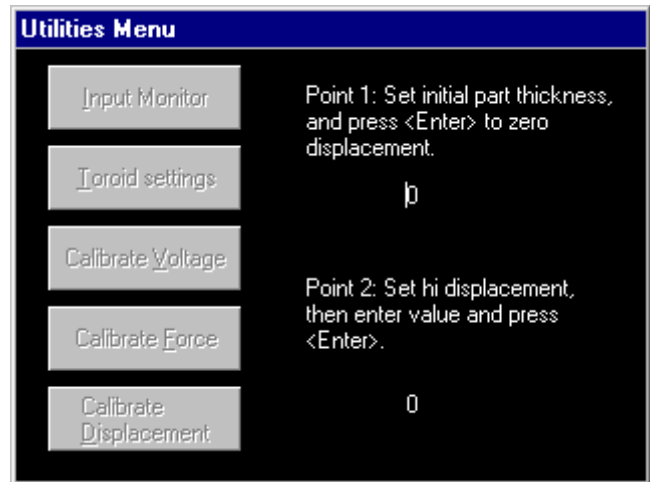 Utilities Menu
Input Monitor
Toroid settings
Calibrate Voltage
Calibrate Force
Calibrate
Displacement
Point 1: Set initial part thickness,
and press <Enter> to zero
displacement.
0
Point 2: Set hi displacement,
then enter value and press
<Enter>.
0